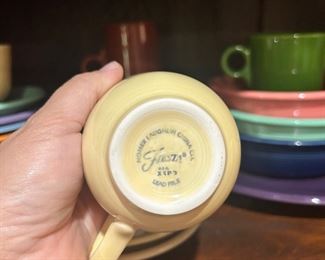 HOMER LAUGHLIN CHINA CO.
Fiesta®
USA
LEAD FREE